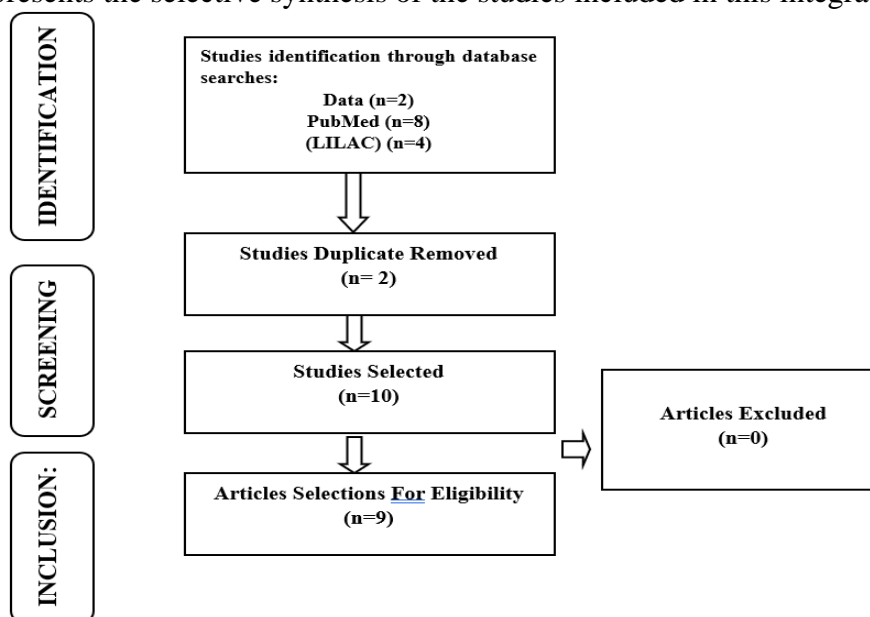 presents the selective synthesis of the studies included in this integra
IDENTIFICATION
Studies identification through database
searches:
Data (n=2)
PubMed (n=8)
(LILAC) (n=4)
Studies Duplicate Removed
(n= 2)
SCREENING
Studies Selected
(n=10)
Articles Excluded
(n=0)
INCLUSION:
Articles Selections For Eligibility
(n=9)